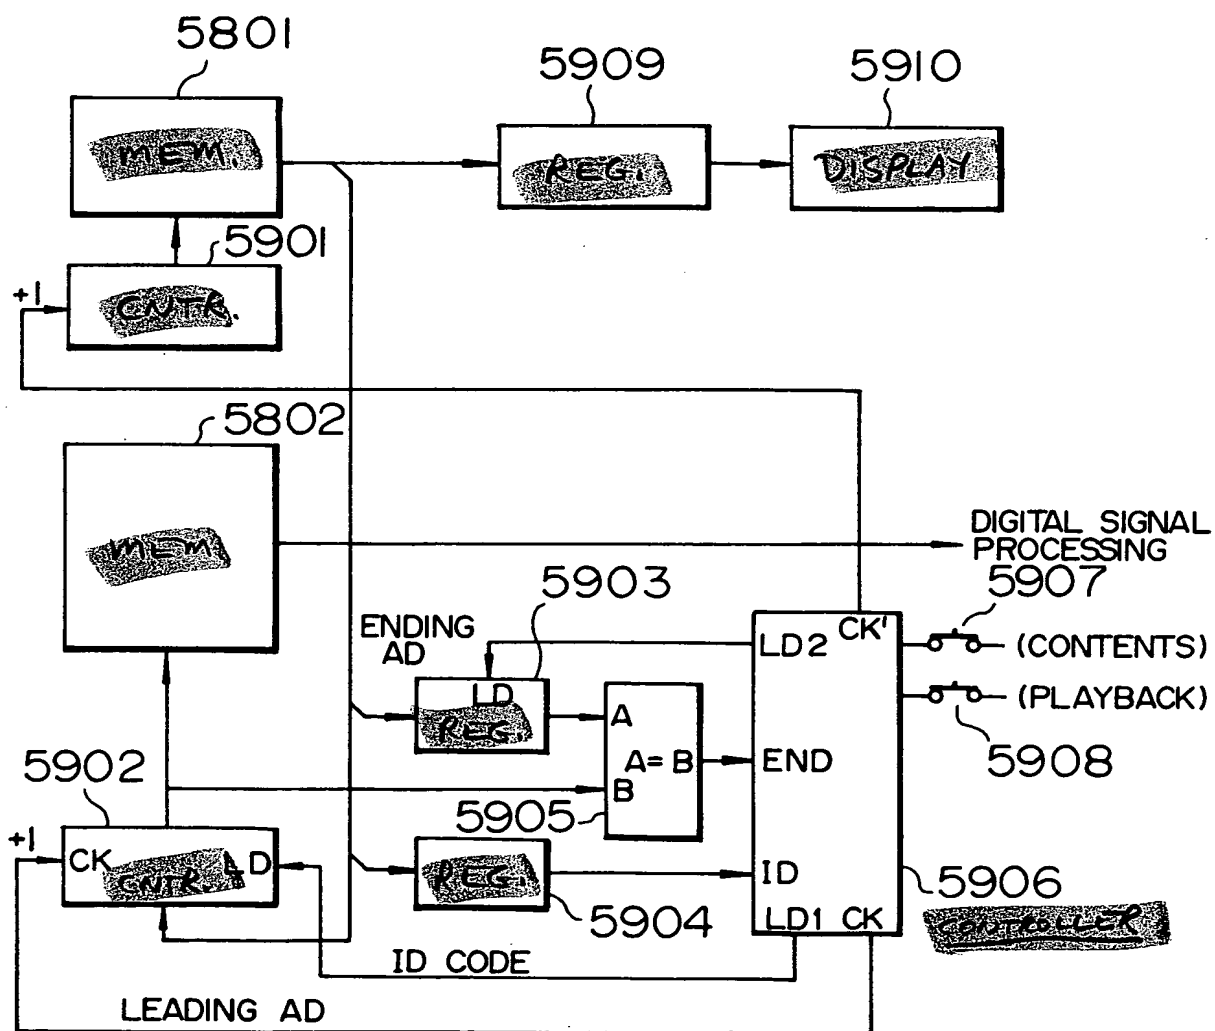 5801
5909
5910
MEM.
REG.
DISPLAY
5901
+1
CNTR.
5802
MEM
DIGITAL SIGNAL
PROCESSING
5907
5903
ENDING
AD
LD2
CK'
(CONTENTS)
LD
REG.
A
(PLAYBACK)
A=B
END
5908
5902
B
5905
+1
CK
CNTR.
LD
REG.
ID
5906
5904
LD1
CK
CONTROLLER
ID CODE
LEADING AD